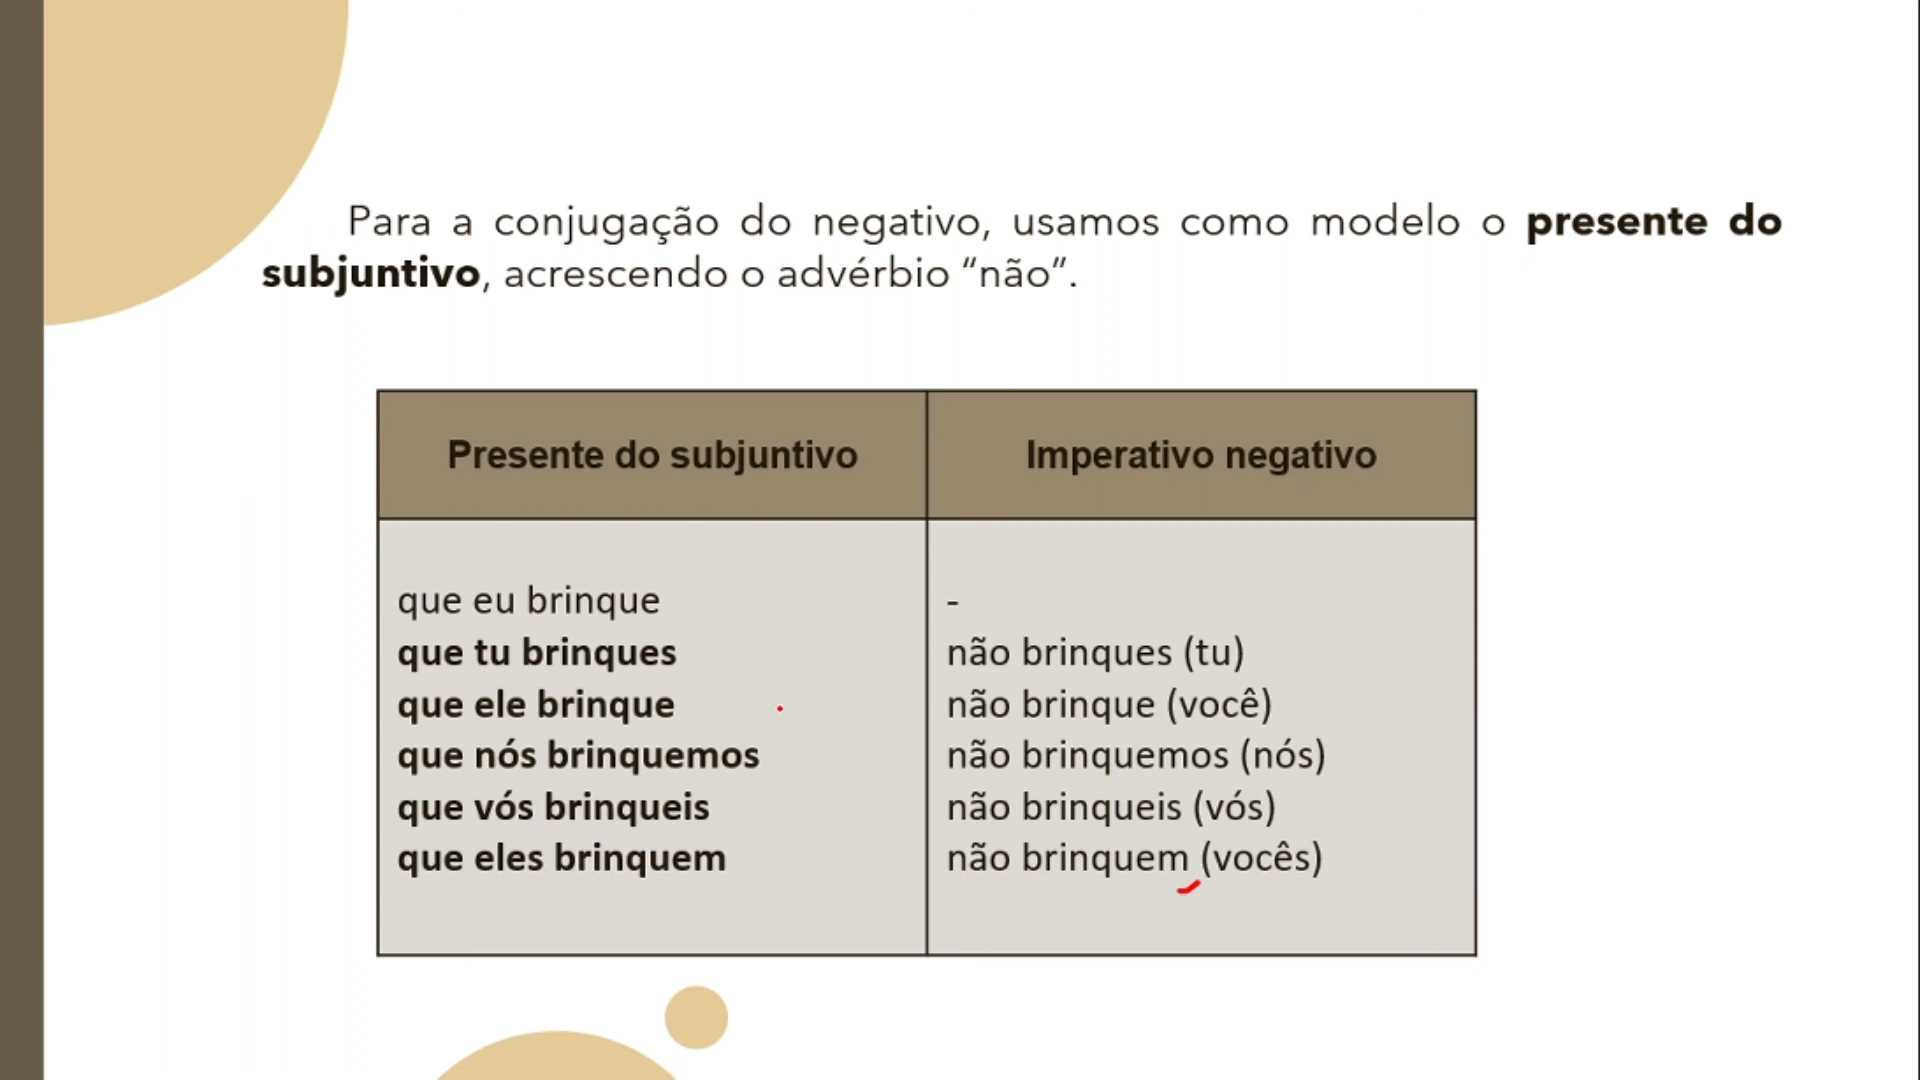 Para a conjugação do negativo, usamos como modelo o presente do
subjuntivo, acrescendo o advérbio “não”.
Presente do subjuntivo
que eu brinque
que tu brinques
que ele brinque
que nós brinquemos
que vós brinqueis
que eles brinquem
Imperativo negativo
-
não brinques (tu)
não brinque (você)
não brinquemos (nós)
não brinqueis (vós)
não brinquem (vocês)